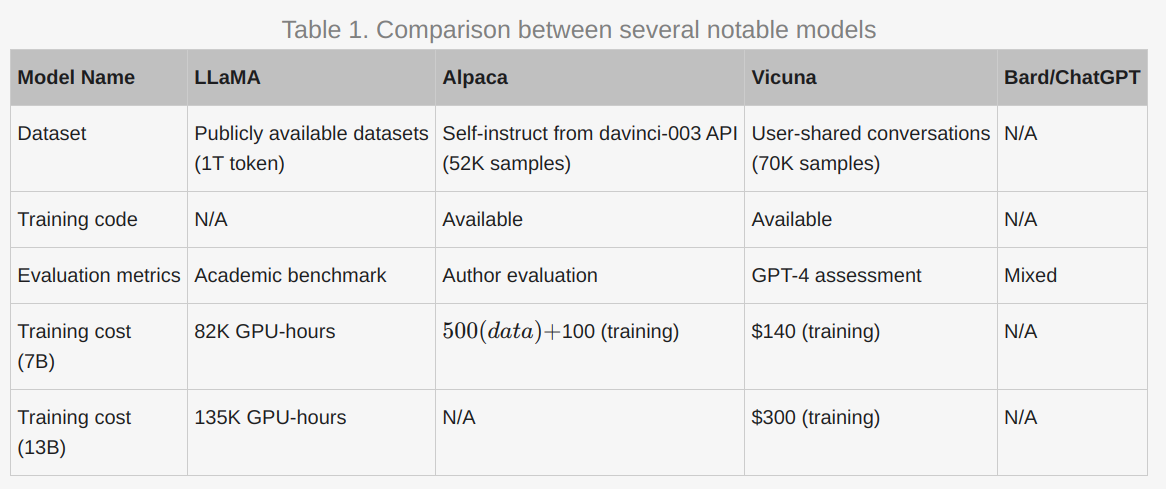 Table 1. Comparison between several notable models
Model Name LLaMA Alpaca Vicuna Bard/ChatGPT
Dataset Publicly available datasets Self-instruct from davinci-003 API User-shared conversations N/A
(1T token) (52K samples) (70K samples)
Training code N/A Available Available N/A
Evaluation metrics Academic benchmark Author evaluation GPT-4 assessment Mixed
Training cost 82K GPU-hours 500(data)+100 (training) $140 (training) N/A
(7B)
Training cost 135K GPU-hours N/A $300 (training) N/A
(13B)